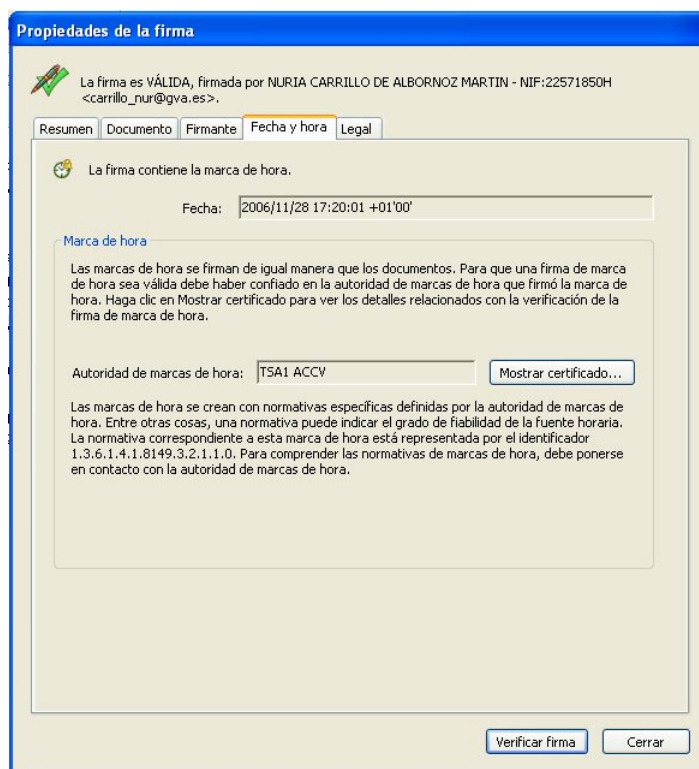 Propiedades de la firma
La firma es VÁLIDA, firmada por NURIA CARRILLO DE ALBORNOZ MARTIN - NIF:22571850H
<carrillo_nur@gva.es>.
Resumen Documento Firmante Fecha y hora Legal
La firma contiene la marca de hora.
Fecha: 2006/11/28 17:20:01 +01'00'
Marca de hora
Las marcas de hora se firman de igual manera que los documentos. Para que una firma de marca
de hora sea válida debe haber confiado en la autoridad de marcas de hora que firmó la marca de
hora. Haga clic en Mostrar certificado para ver los detalles relacionados con la verificación de la
firma de marca de hora.
Autoridad de marcas de hora: TSA1 ACCV Mostrar certificado...
Las marcas de hora se crean con normativas específicas definidas por la autoridad de marcas de
hora. Entre otras cosas, una normativa puede indicar el grado de fiabilidad de la fuente horaria.
La normativa correspondiente a esta marca de hora está representada por el identificador
1.3.6.1.4.1.8149.3.2.1.1.0. Para comprender las normativas de marcas de hora, debe ponerse
en contacto con la autoridad de marcas de hora.
Verificar firma Cerrar